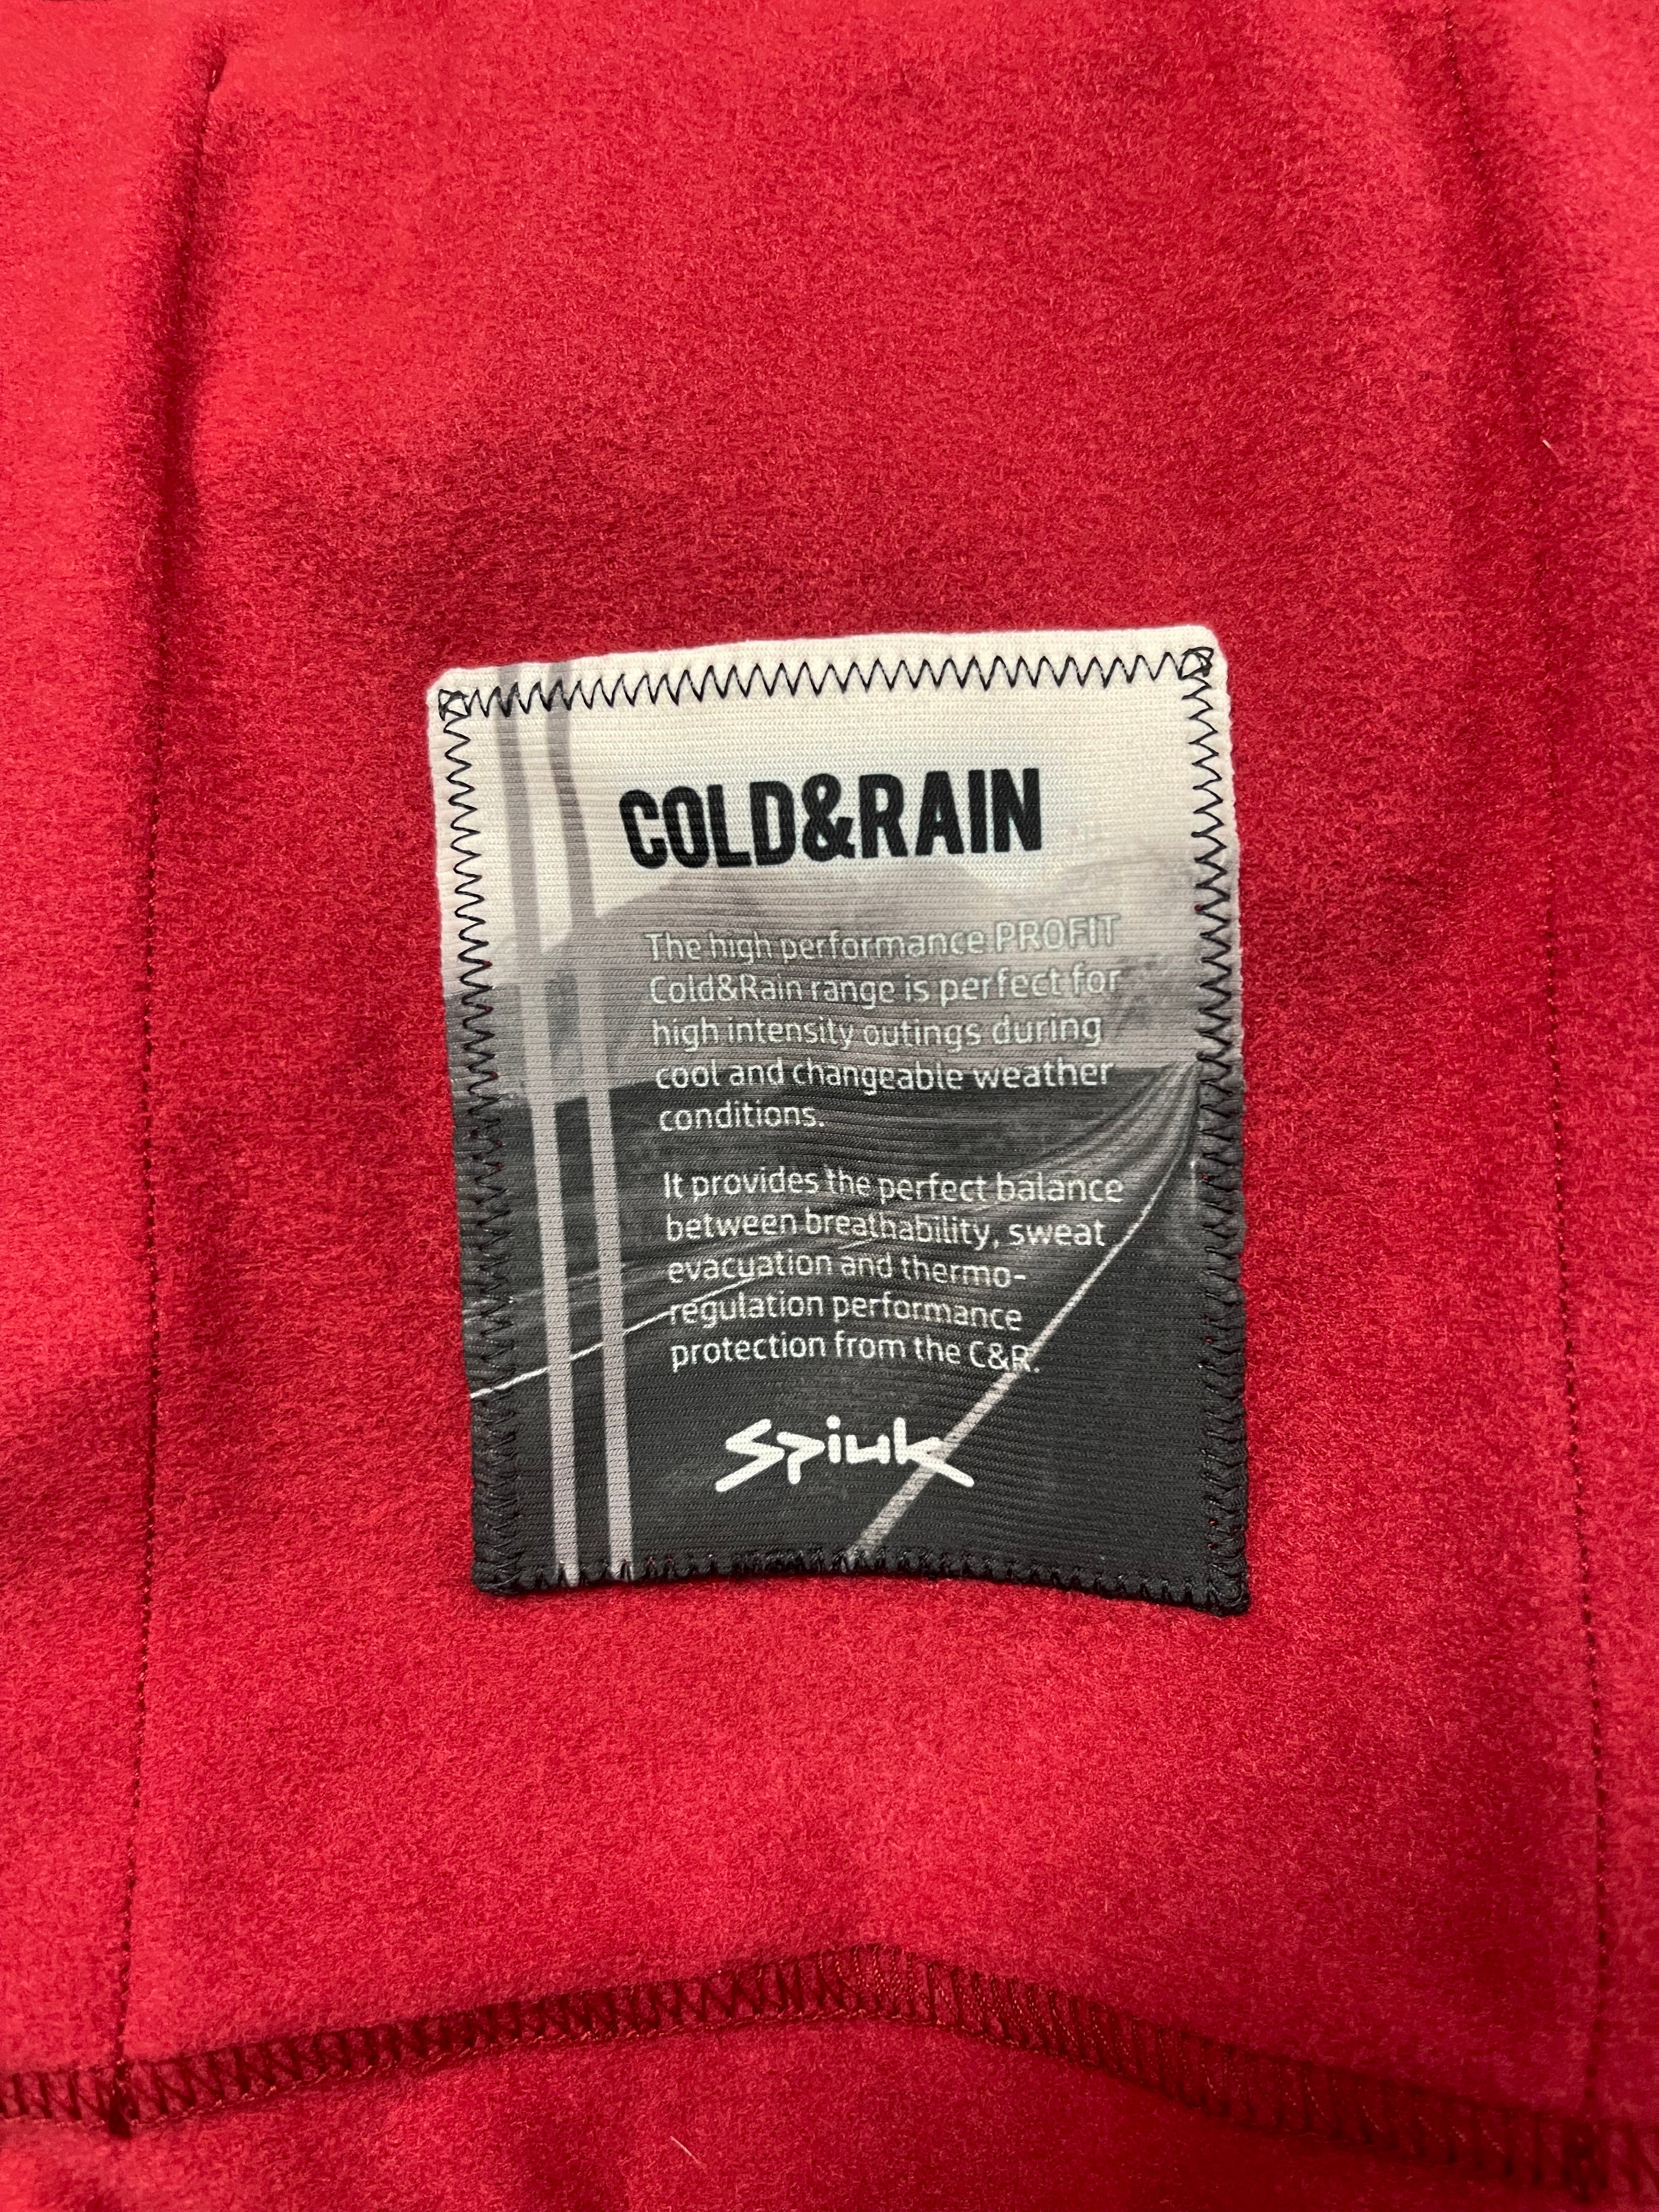 COLD&RAIN
The high performance PROFIT
Cold&Rain range is perfect for
high intensity outings during
cool and changeable weather
conditions.
It provides the perfect balance
between breathability, sweat
evacuation and thermo-
regulation performance
protection from the C&R.
Spiuk